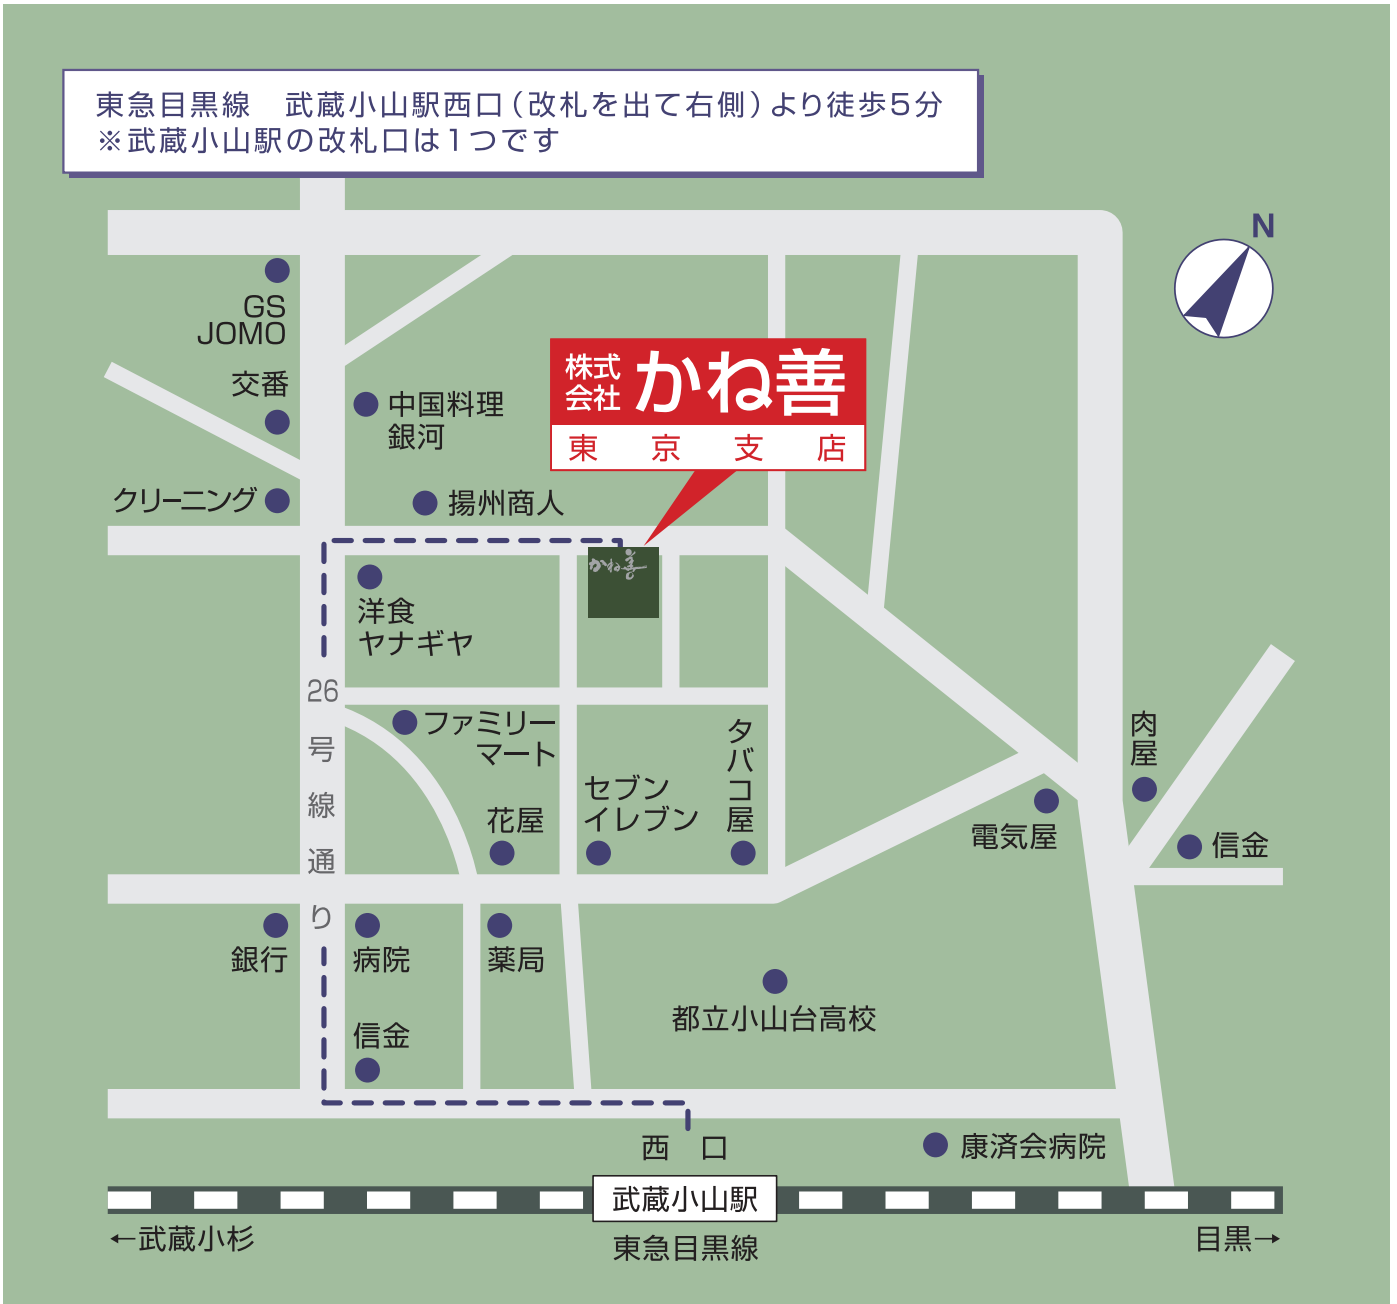 東急目黒線　武蔵小山駅西口（改札を出て右側）より徒歩5分
※武蔵小山駅の改札口は1つです
N
GS
JOMO
交番
中国料理
銀河
株式
会社
かね善
東京支店
クリーニング
揚州商人
かね善
洋食
ヤナギヤ
26号線通り
ファミリー
マート
花屋
セブン
イレブン
タバコ屋
肉屋
電気屋
信金
銀行
病院
薬局
信金
都立小山台高校
西口
康済会病院
武蔵小山駅
←武蔵小杉
東急目黒線
目黒→